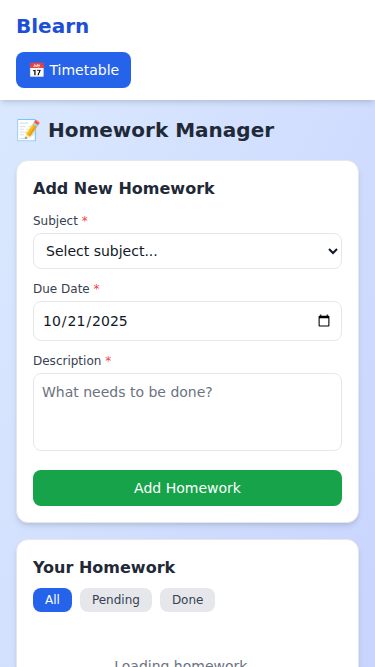 Blearn
📅 Timetable
📝 Homework Manager
Add New Homework
Subject *
Select subject...
Due Date *
10/21/2025
Description *
What needs to be done?
Add Homework
Your Homework
All Pending Done
Loading homework